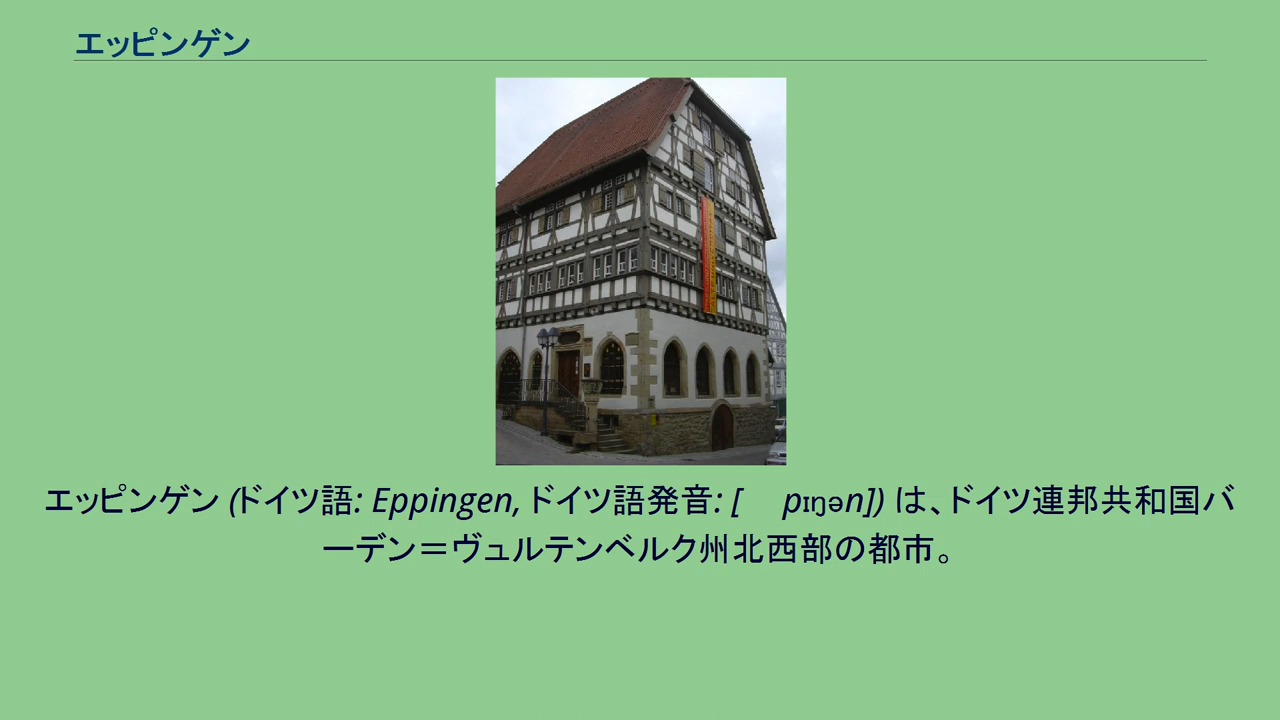 エッピンゲン
エッピンゲン (ドイツ語: Eppingen, ドイツ語発音: [ pɪŋən]) は、ドイツ連邦共和国バ
ーデン＝ヴュルテンベルク州北西部の都市。